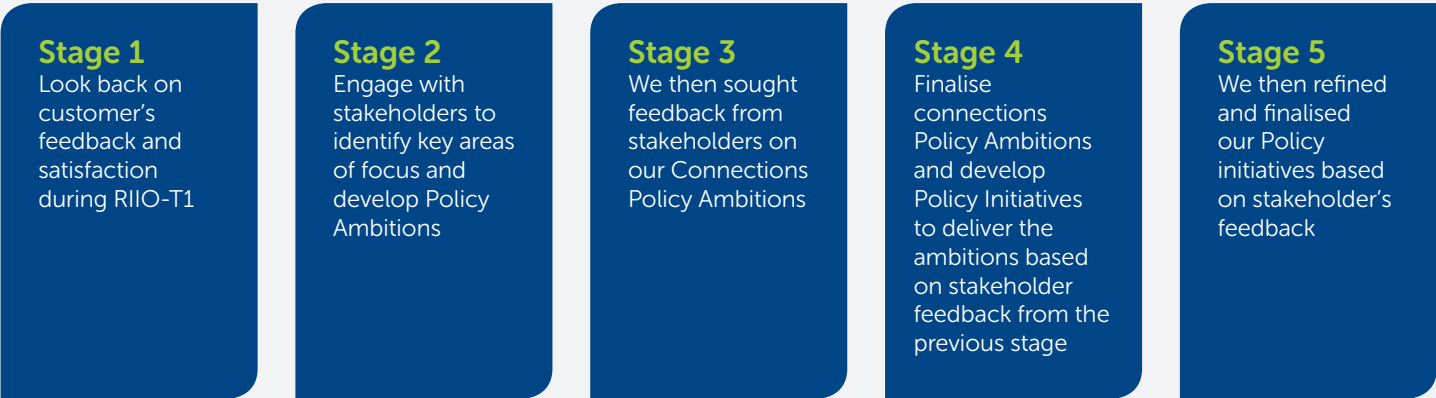 Stage 1
Look back on
customer’s
feedback and
satisfaction
during RIIO-T1
Stage 2
Engage with
stakeholders to
identify key areas
of focus and
develop Policy
Ambitions
Stage 3
We then sought
feedback from
stakeholders on
our Connections
Policy Ambitions
Stage 4
Finalise
connections
Policy Ambitions
and develop
Policy Initiatives
to deliver the
ambitions based
on stakeholder
feedback from the
previous stage
Stage 5
We then refined
and finalised
our Policy
initiatives based
on stakeholder’s
feedback